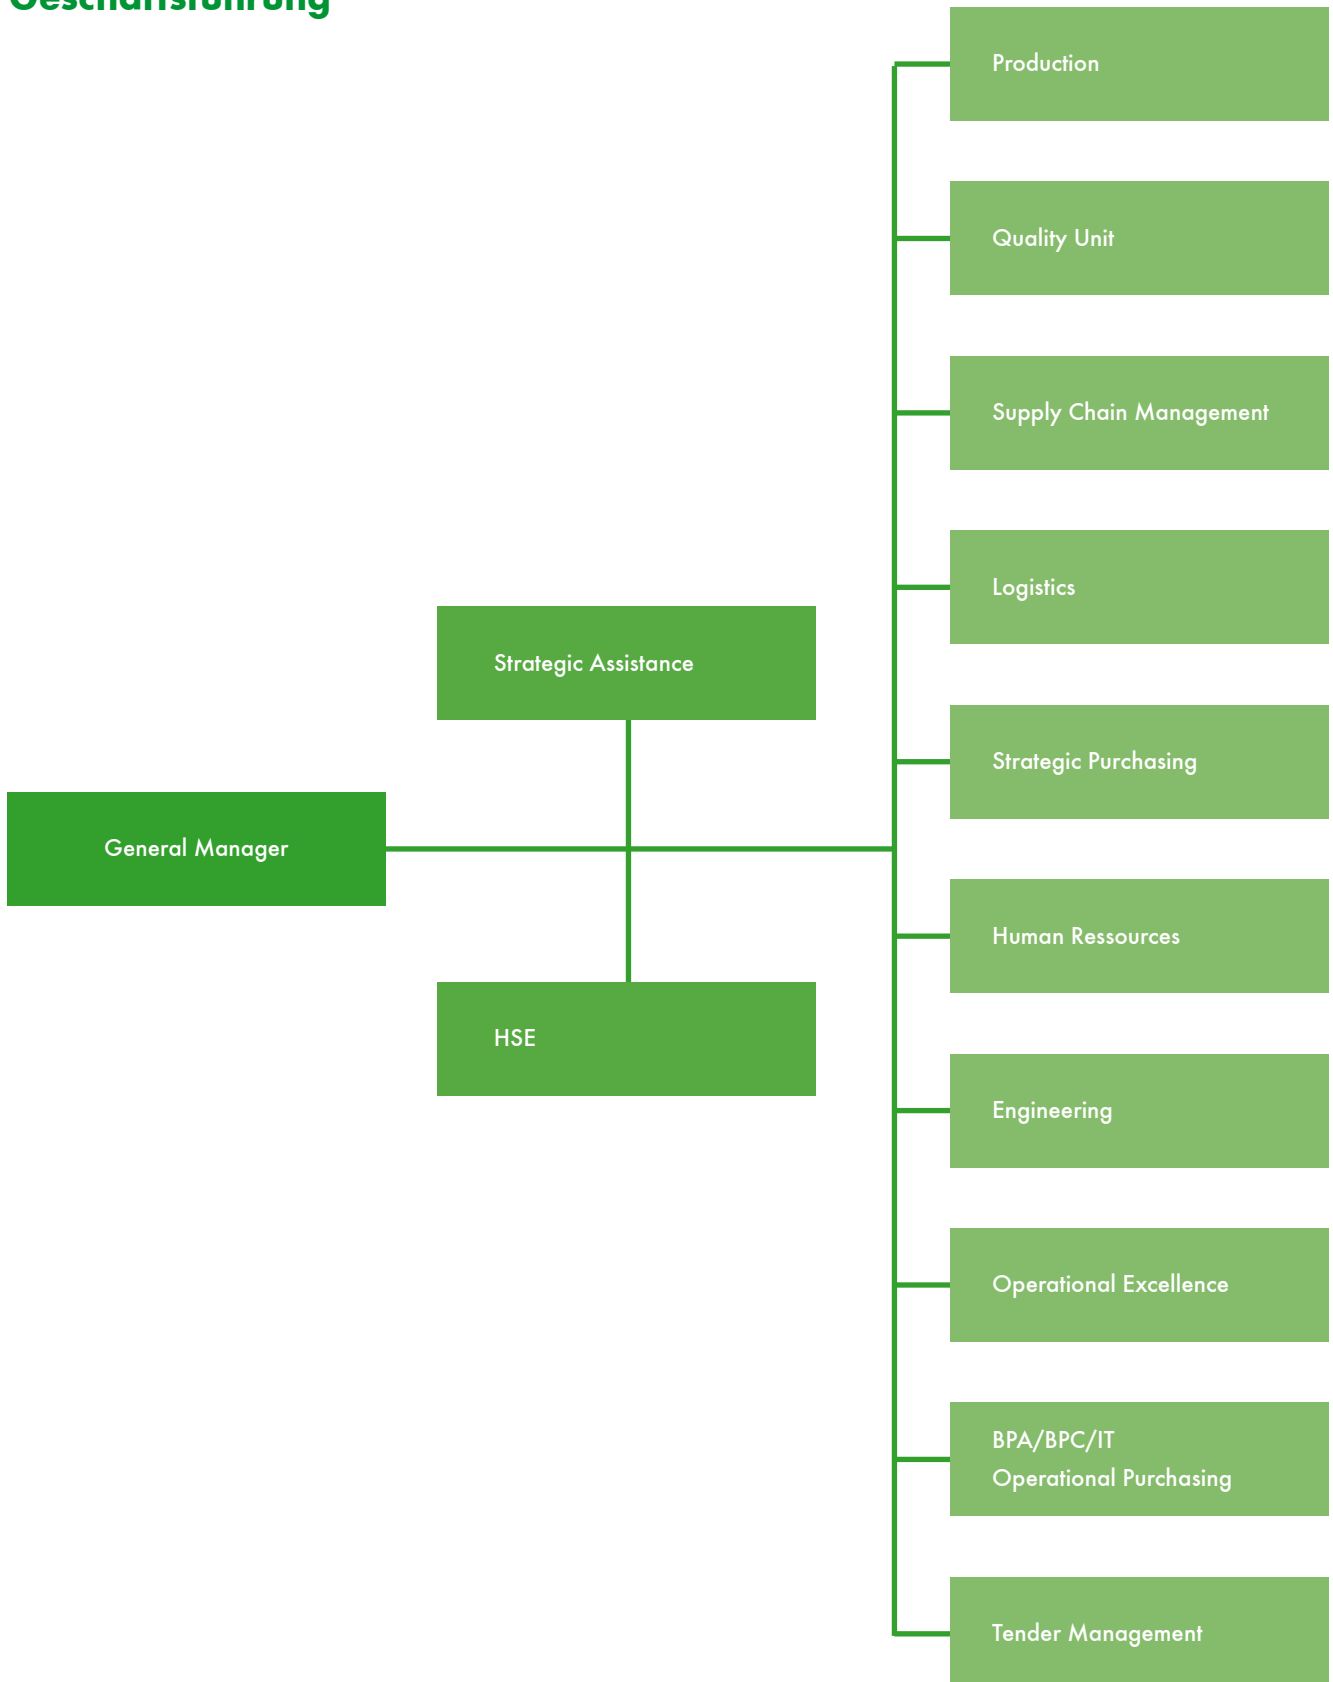 Geschäftsführung
Production
Quality Unit
Supply Chain Management
Logistics
Strategic Assistance
Strategic Purchasing
General Manager
Human Ressources
HSE
Engineering
Operational Excellence
BPA/BPC/IT
Operational Purchasing
Tender Management